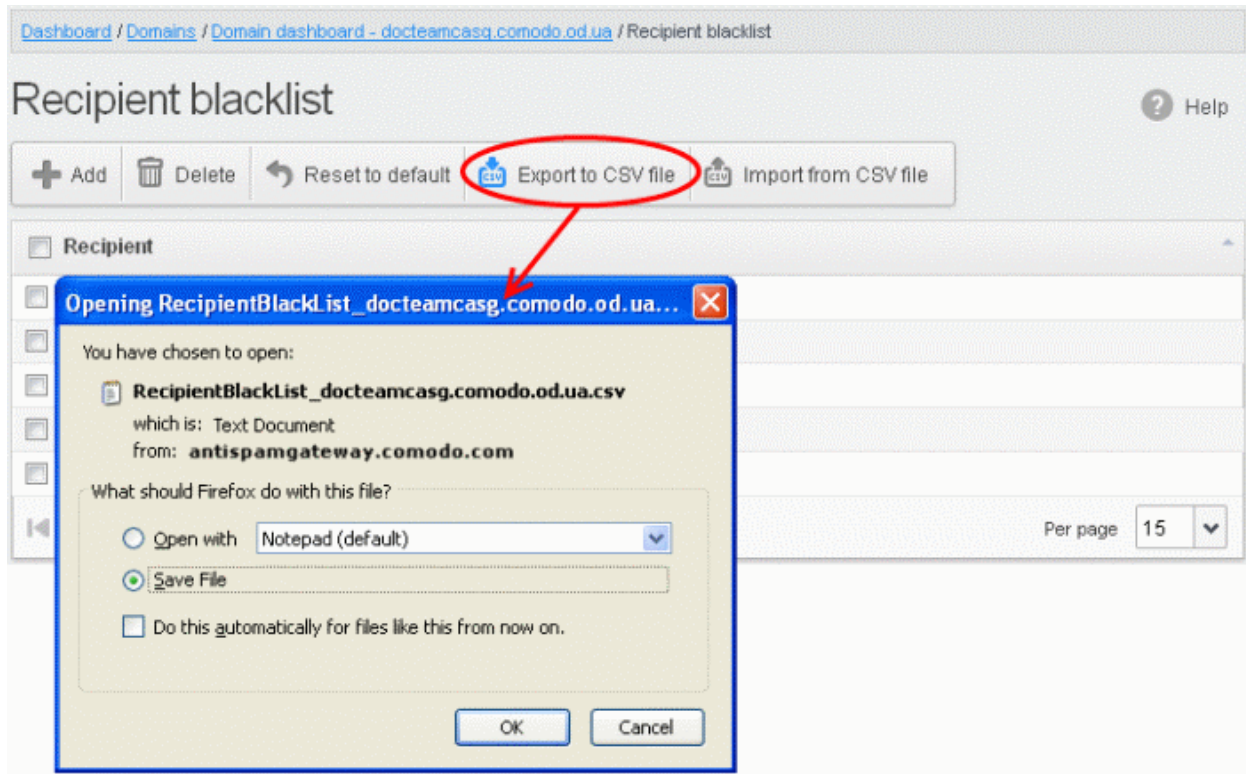 Dashboard / Domains / Domain dashboard - docteamcasg.comodo.od.ua / Recipient blacklist
Recipient blacklist
? Help
Add Delete Reset to default CSV Export to CSV file CSV Import from CSV file
Recipient
Opening RecipientBlackList_docteamcasg.comodo.od.ua...
You have chosen to open:
RecipientBlackList_docteamcasg.comodo.od.ua.csv
which is: Text Document
from: antispamgateway.comodo.com
What should Firefox do with this file?
Open with Notepad (default)
Save File
Do this automatically for files like this from now on.
Per page 15
OK Cancel